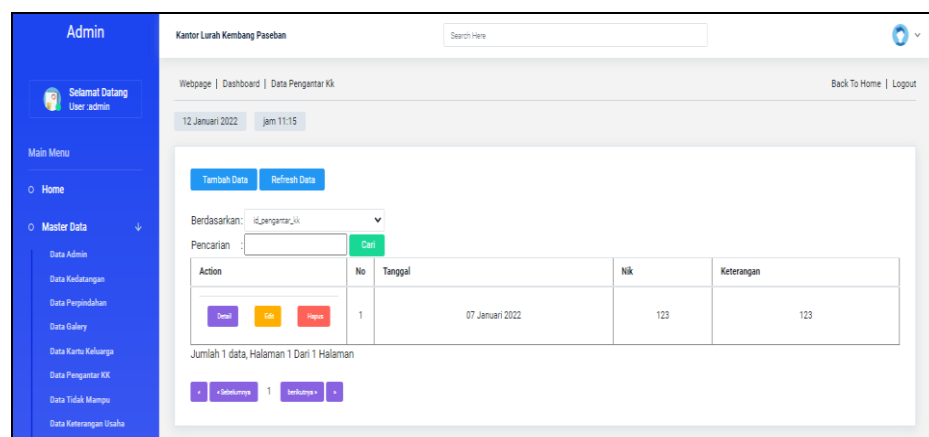 Admin
Kantor Lurah Kembang Paseban
Search Here
Selamat Datang
User :admin
Webpage | Dashboard | Data Pengantar Kk
Back To Home | Logout
12 Januari 2022
jam 11:15
Main Menu
Home
Master Data
Data Admin
Data Kedatangan
Data Perpindahan
Data Galery
Data Kartu Keluarga
Data Pengantar KK
Data Tidak Mampu
Data Keterangan Usaha
Tambah Data
Refresh Data
Berdasarkan: id_pengantar_kk
Pencarian :
Cari
Action No Tanggal Nik Keterangan
Detail Edit Hapus 1 07 Januari 2022 123 123
Jumlah 1 data, Halaman 1 Dari 1 Halaman
« « Sebelumnya 1 berikutnya » »